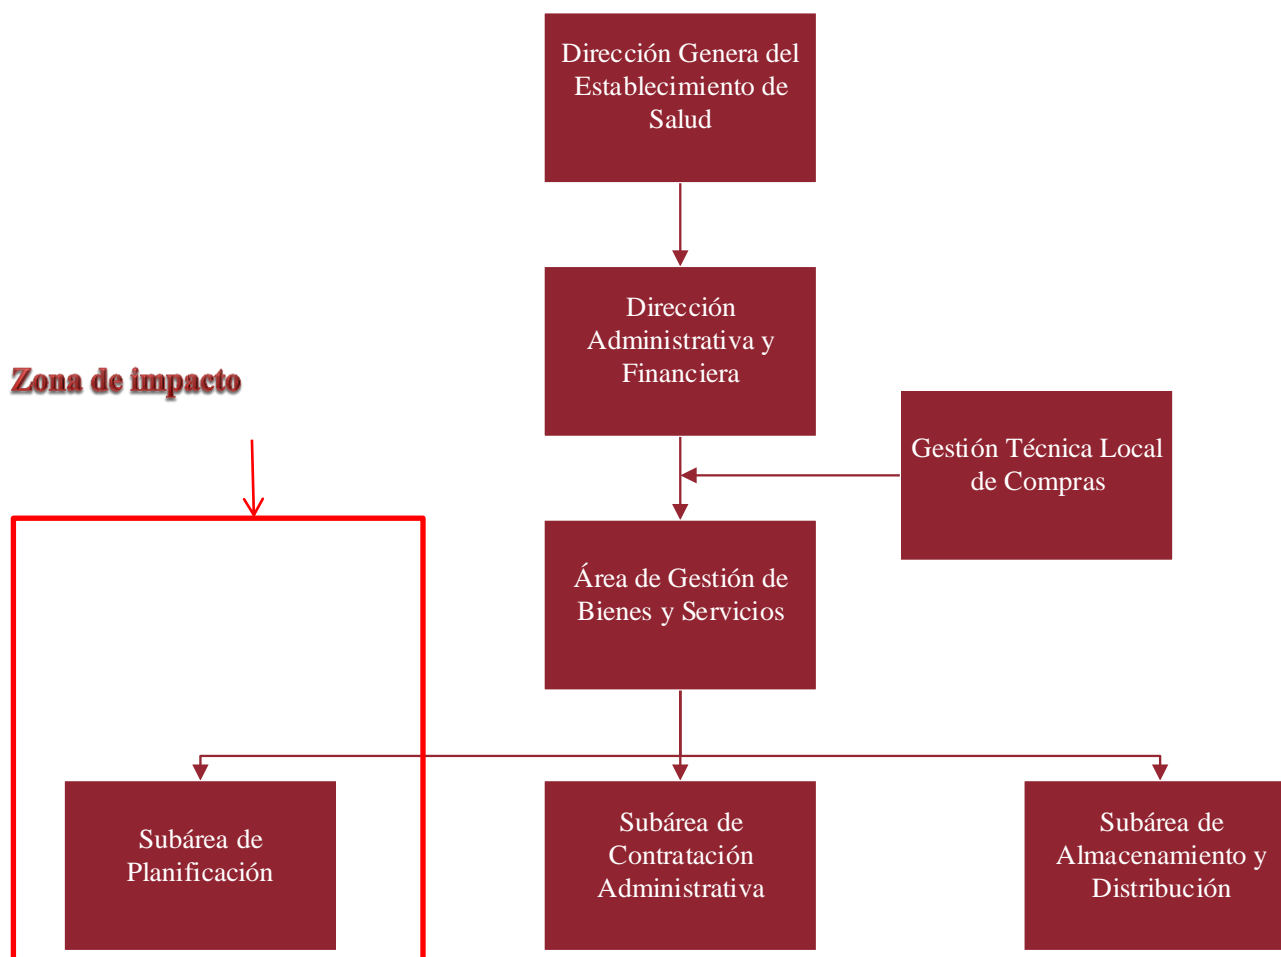 Dirección Genera del
Establecimiento de
Salud
Dirección
Administrativa y
Financiera
Zona de impacto
Gestión Técnica Local
de Compras
Área de Gestión de
Bienes y Servicios
Subárea de
Planificación
Subárea de
Contratación
Administrativa
Subárea de
Almacenamiento y
Distribución